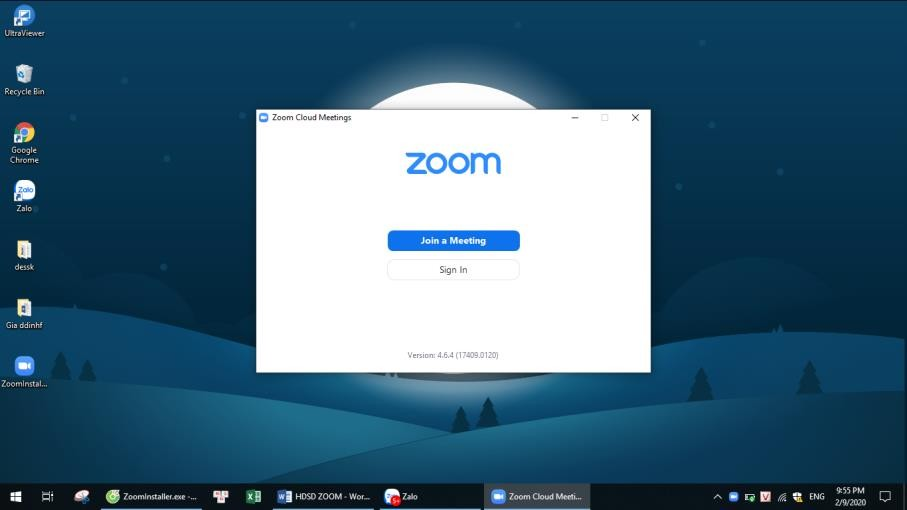 UltraViewer
Recycle Bin
Google
Chrome
Zalo
Zalo
dessk
Gia ddinhf
ZoomInstal...
Zoom Cloud Meetings
zoom
Join a Meeting
Sign In
Version: 4.6.4 (17409.0120)
ZoomInstaller.exe -...
HDSD ZOOM - Wor...
5+
Zalo
Zoom Cloud Meeti...
V
ENG
9:55 PM
2/9/2020